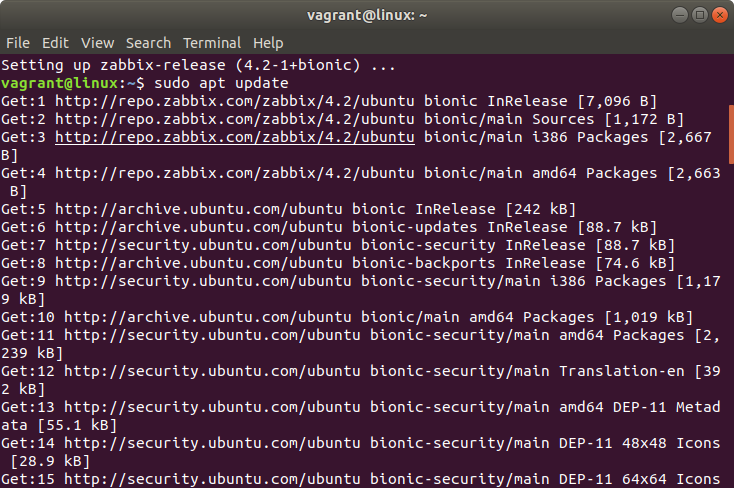 vagrant@linux: ~
File Edit View Search Terminal Help
Setting up zabbix-release (4.2-1+bionic) ...
vagrant@linux:~$ sudo apt update
Get:1 http://repo.zabbix.com/zabbix/4.2/ubuntu bionic InRelease [7,096 B]
Get:2 http://repo.zabbix.com/zabbix/4.2/ubuntu bionic/main Sources [1,172 B]
Get:3 http://repo.zabbix.com/zabbix/4.2/ubuntu bionic/main i386 Packages [2,667
B]
Get:4 http://repo.zabbix.com/zabbix/4.2/ubuntu bionic/main amd64 Packages [2,663
 B]
Get:5 http://archive.ubuntu.com/ubuntu bionic InRelease [242 kB]
Get:6 http://archive.ubuntu.com/ubuntu bionic-updates InRelease [88.7 kB]
Get:7 http://security.ubuntu.com/ubuntu bionic-security InRelease [88.7 kB]
Get:8 http://archive.ubuntu.com/ubuntu bionic-backports InRelease [74.6 kB]
Get:9 http://security.ubuntu.com/ubuntu bionic-security/main i386 Packages [1,17
9 kB]
Get:10 http://archive.ubuntu.com/ubuntu bionic/main amd64 Packages [1,019 kB]
Get:11 http://security.ubuntu.com/ubuntu bionic-security/main amd64 Packages [2,
239 kB]
Get:12 http://security.ubuntu.com/ubuntu bionic-security/main Translation-en [39
2 kB]
Get:13 http://security.ubuntu.com/ubuntu bionic-security/main amd64 DEP-11 Metad
ata [55.1 kB]
Get:14 http://security.ubuntu.com/ubuntu bionic-security/main DEP-11 48x48 Icons
 [28.9 kB]
Get:15 http://security.ubuntu.com/ubuntu bionic-security/main DEP-11 64x64 Icons